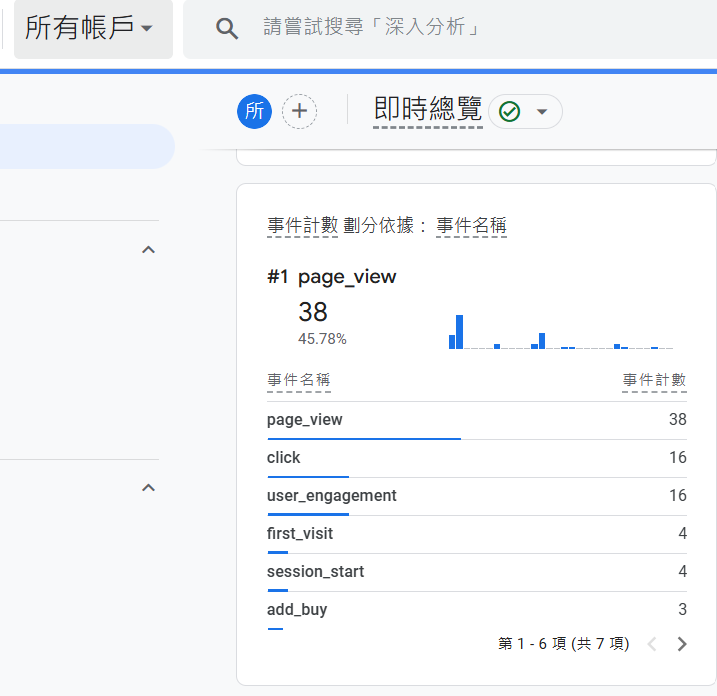 所有帳戶
請嘗試搜尋「深入分析」
所
即時總覽
事件計數 劃分依據： 事件名稱
#1 page_view
38
45.78%
事件名稱 事件計數
page_view 38
click 16
user_engagement 16
first_visit 4
session_start 4
add_buy 3
第 1 - 6 項 (共 7 項)